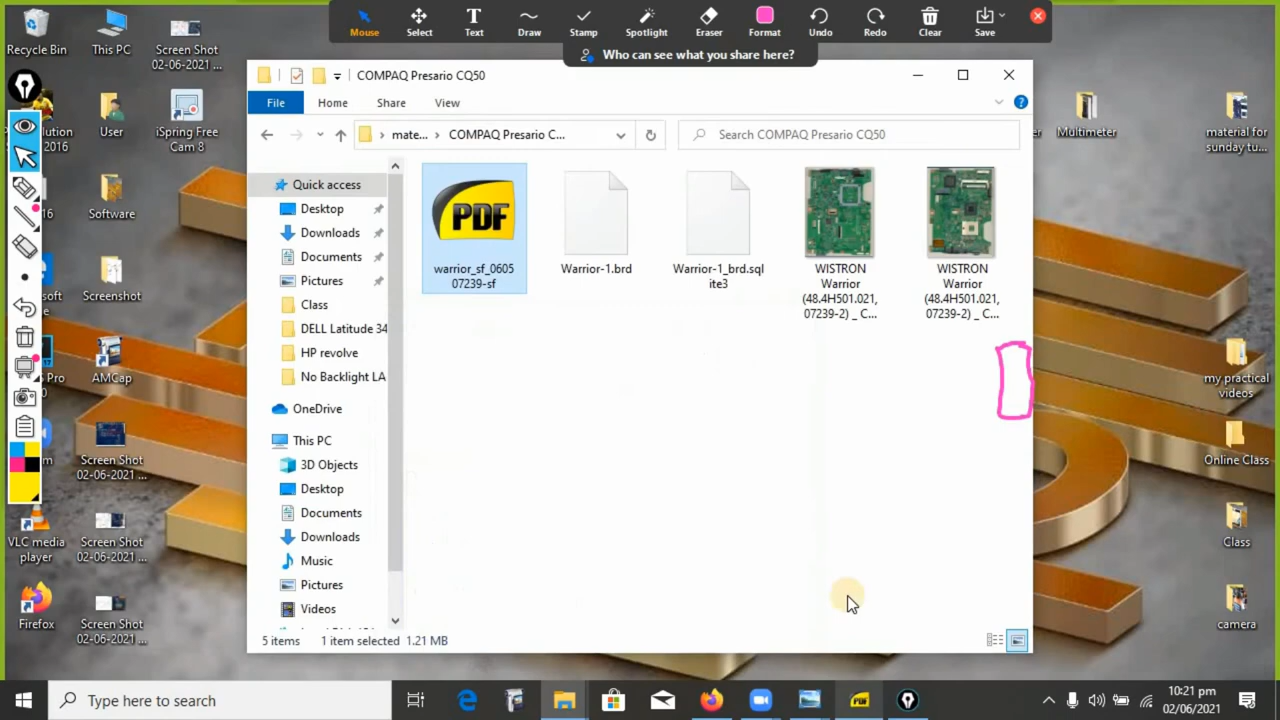 Mouse
Select
Text
Draw
Stamp
Spotlight
Eraser
Format
Undo
Redo
Clear
Save
Who can see what you share here?
Recycle Bin
This PC
Screen Shot
02-06-2021 ...
2016
User
iSpring Free
Cam 8
16
Software
Screenshot
s Pro
0
AMCap
Screen Shot
02-06-2021 ...
VLC media
player
Screen Shot
02-06-2021 ...
Firefox
Screen Shot
02-06-2021 ...
COMPAQ Presario CQ50
File
Home
Share
View
mate...
COMPAQ Presario C...
Search COMPAQ Presario CQ50
Quick access
Desktop
Downloads
Documents
Pictures
Class
DELL Latitude 34
HP revolve
No Backlight LA
OneDrive
This PC
3D Objects
Desktop
Documents
Downloads
Music
Pictures
Videos
PDF
warrior_sf_0605
07239-sf
Warrior-1.brd
Warrior-1_brd.sql
ite3
WISTRON
Warrior
(48.4H501.021,
07239-2) _ C...
WISTRON
Warrior
(48.4H501.021,
07239-2) _ C...
5 items
1 item selected 1.21 MB
Multimeter
material for
sunday tu...
my practical
videos
Online Class
Class
camera
Type here to search
PDF
10:21 pm
02/06/2021